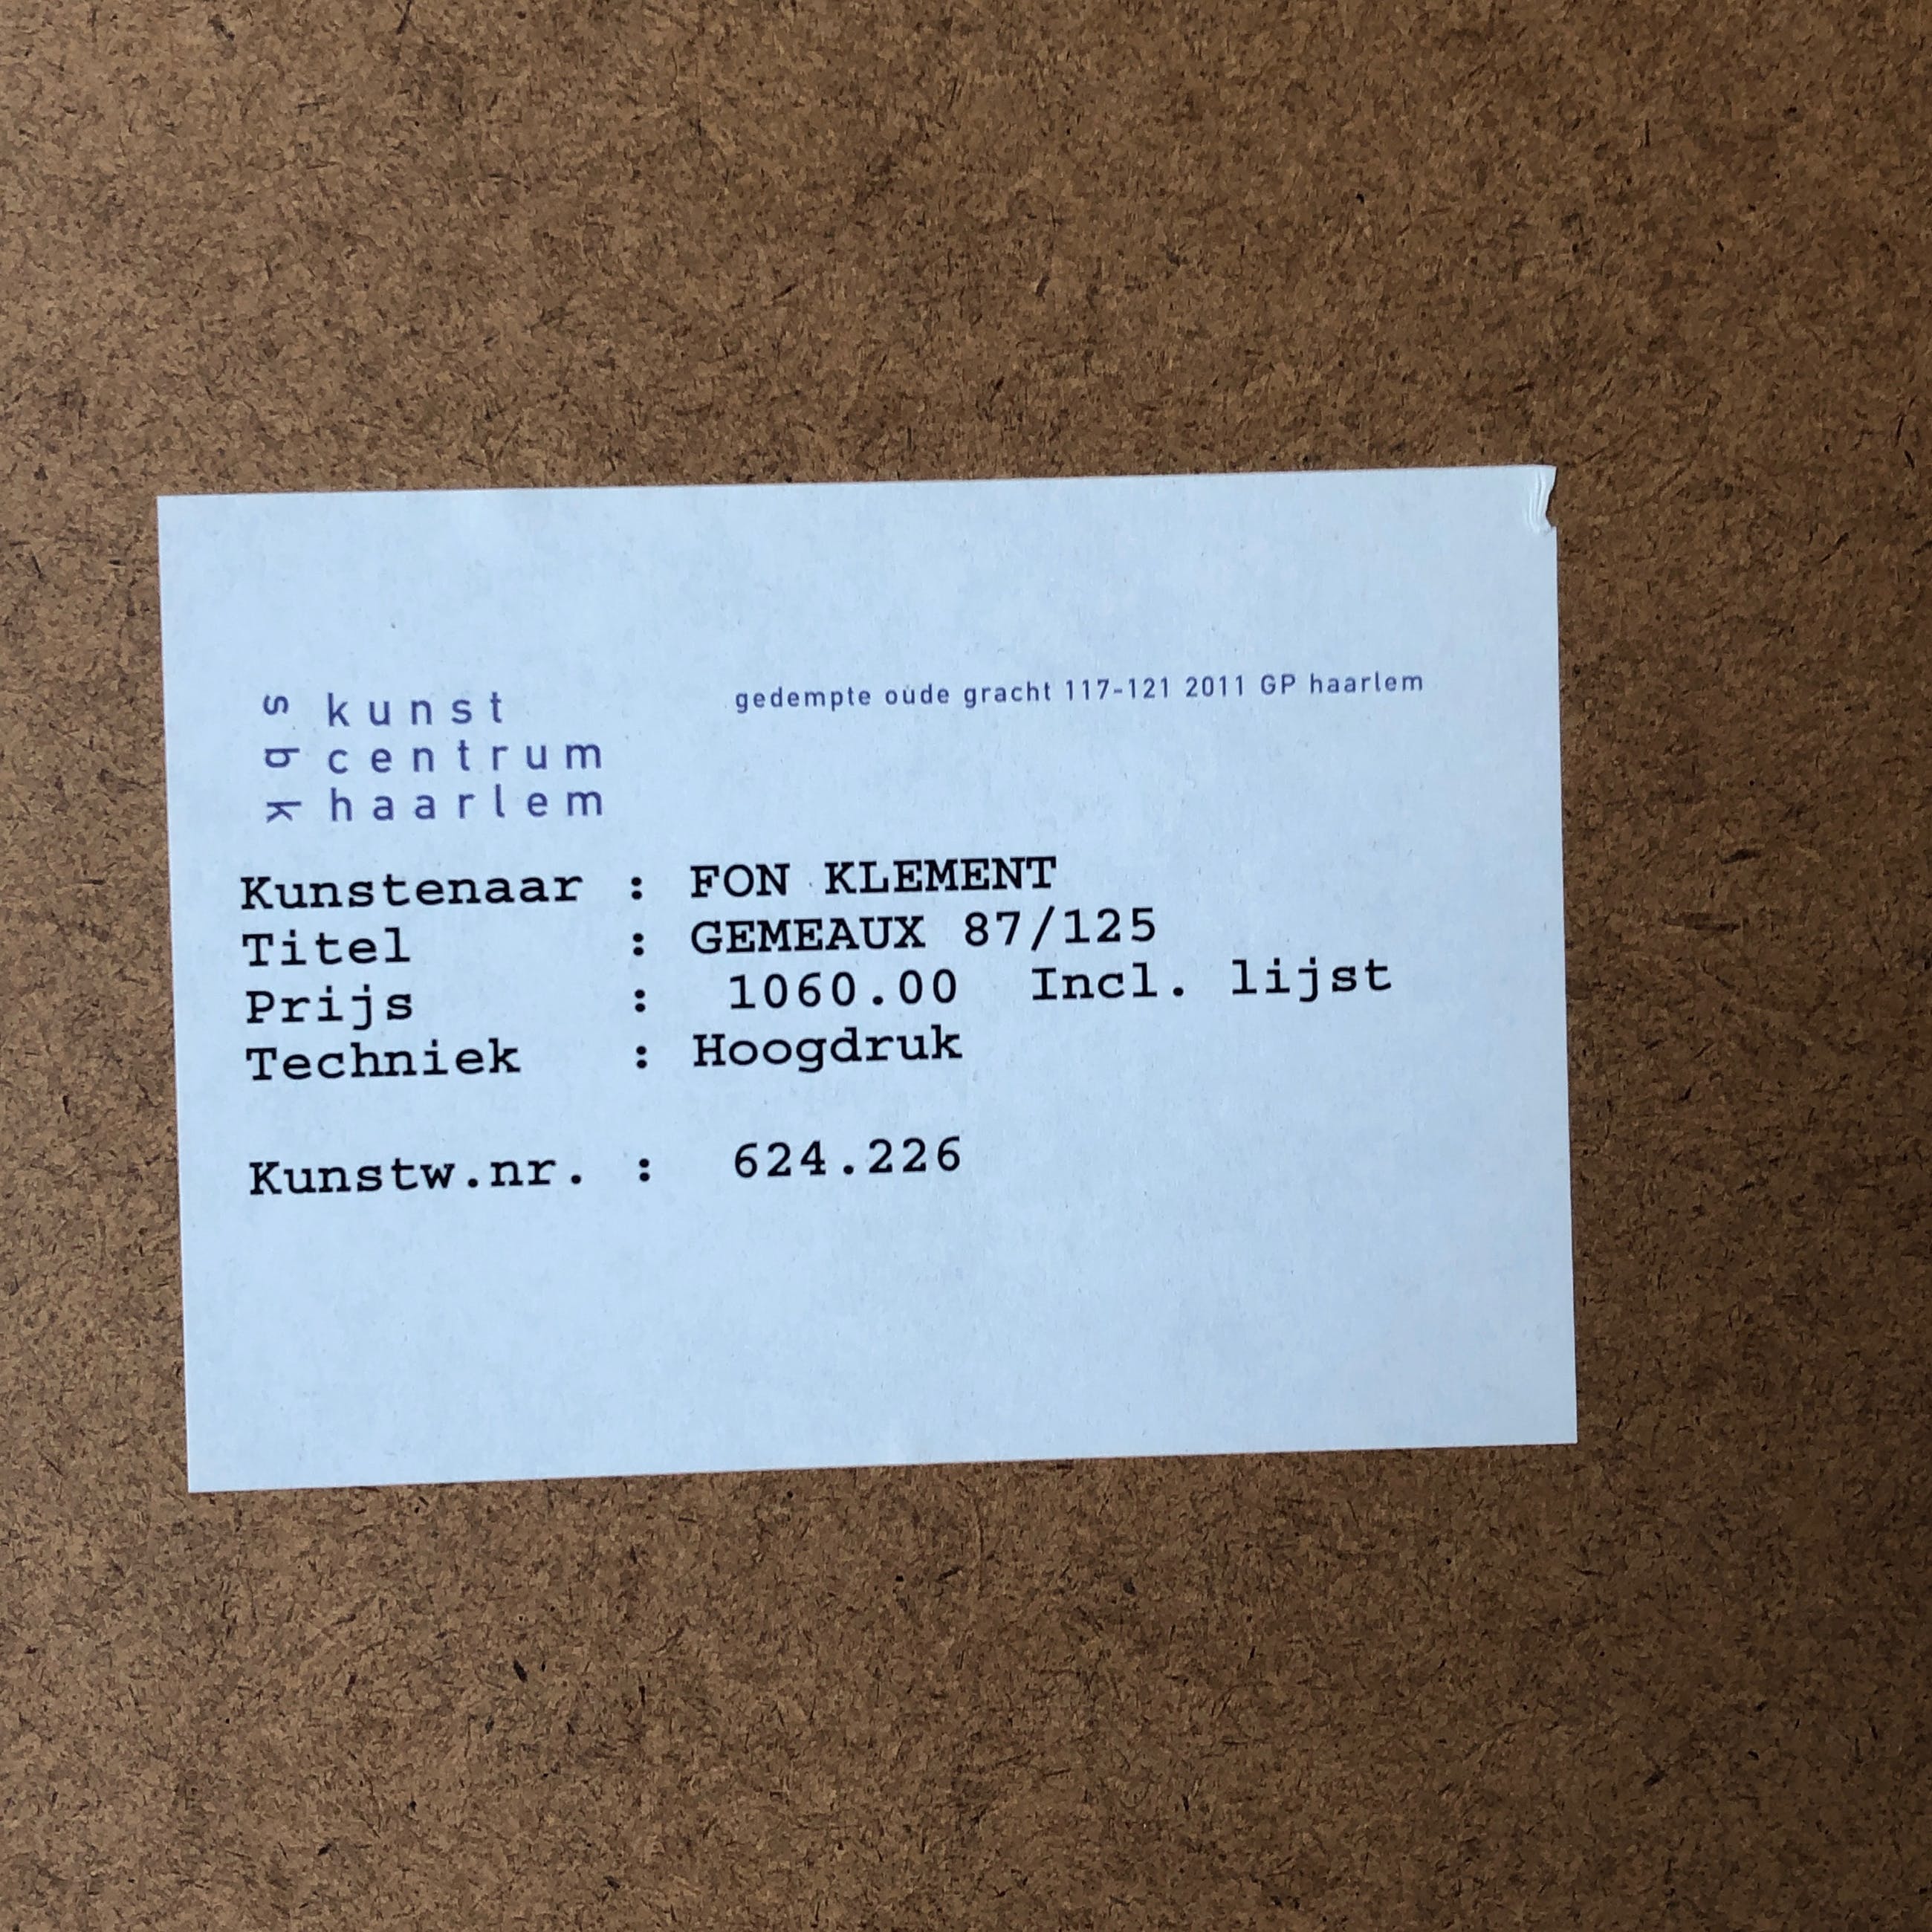 sbk
kunst
centrum
haarlem
gedempte oude gracht 117-121 2011 GP haarlem
Kunstenaar : FON KLEMENT
Titel : GEMEAUX 87/125
Prijs : 1060.00 Incl. lijst
Techniek : Hoogdruk
Kunstw.nr. : 624.226